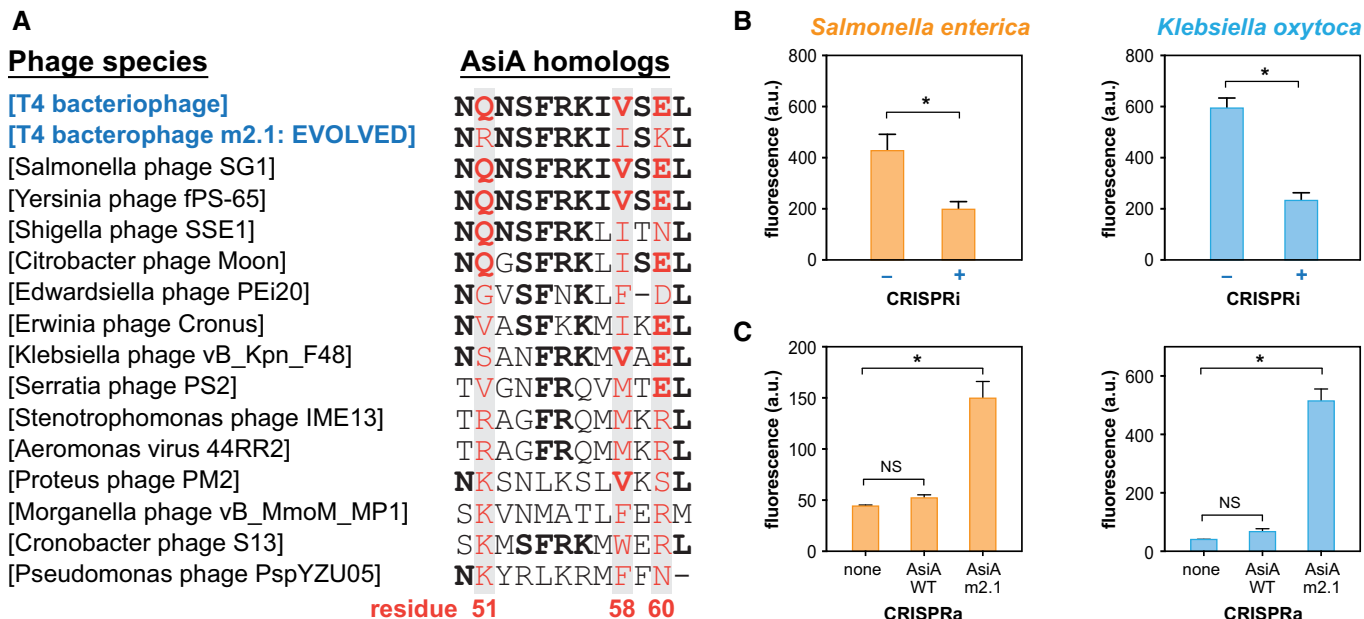 A
Phage species AsiA homologs
[T4 bacteriophage] NQNSFRKIVSEL
[T4 bacterophage m2.1: EVOLVED] NRNSFRKIISKL
[Salmonella phage SG1] NQNSFRKIVSEL
[Yersinia phage fPS-65] NQNSFRKIVSEL
[Shigella phage SSE1] NQNSFRKLITNL
[Citrobacter phage Moon] NQGSFRKLISEL
[Edwardsiella phage PEi20] NGVSFNKLF-DL
[Erwinia phage Cronus] NVASFKKMIKEL
[Klebsiella phage vB_Kpn_F48] NSANFRKMVAEL
[Serratia phage PS2] TVGNFRQVMTEL
[Stenotrophomonas phage IME13] TRAGFRQMMKRL
[Aeromonas virus 44RR2] TRAGFRQMMKRL
[Proteus phage PM2] NKSNLKSLVKSL
[Morganella phage vB_MmoM_MP1] SKVNMATLFERM
[Cronobacter phage S13] SKMSFRKMWERL
[Pseudomonas phage PspYZU05] NKYRLKRMFFN-
residue 51 58 60
B
Salmonella enterica
fluorescence (a.u.)
800
600
400
200
0
*
– +
CRISPRi
Klebsiella oxytoca
fluorescence (a.u.)
800
600
400
200
0
*
– +
CRISPRi
C
fluorescence (a.u.)
200
150
100
50
0
*
NS
none AsiA AsiA
WT m2.1
CRISPRa
fluorescence (a.u.)
600
400
200
0
*
NS
none AsiA AsiA
WT m2.1
CRISPRa